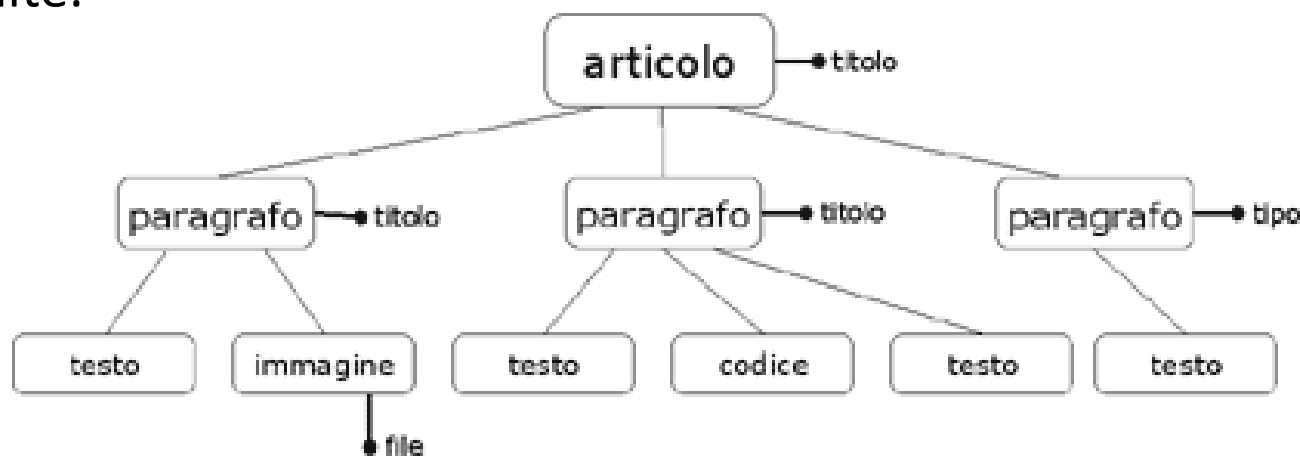 articolo titolo
paragrafo titolo paragrafo titolo paragrafo tipo
testo immagine testo codice testo testo
file